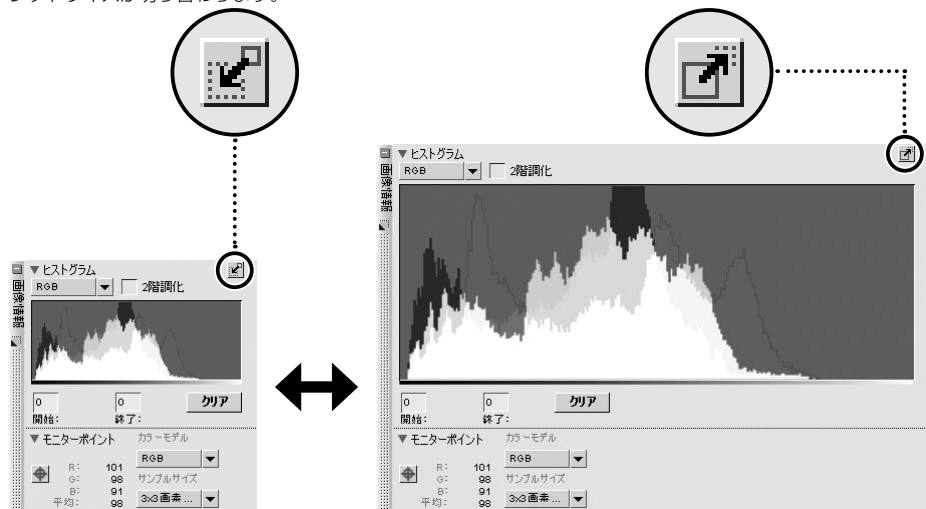 ▼ヒストグラム
RGB
2階調化
画像情報
0
0
クリア
開始:
終了:
▼モニターポイント
カラーモデル
RGB
R: 101
G: 98
B: 91
平均: 98
サンプルサイズ
3x3画素...
▼ヒストグラム
RGB
2階調化
画像情報
0
0
クリア
開始:
終了:
▼モニターポイント
カラーモデル
RGB
R: 101
G: 98
B: 91
平均: 98
サンプルサイズ
3x3画素...